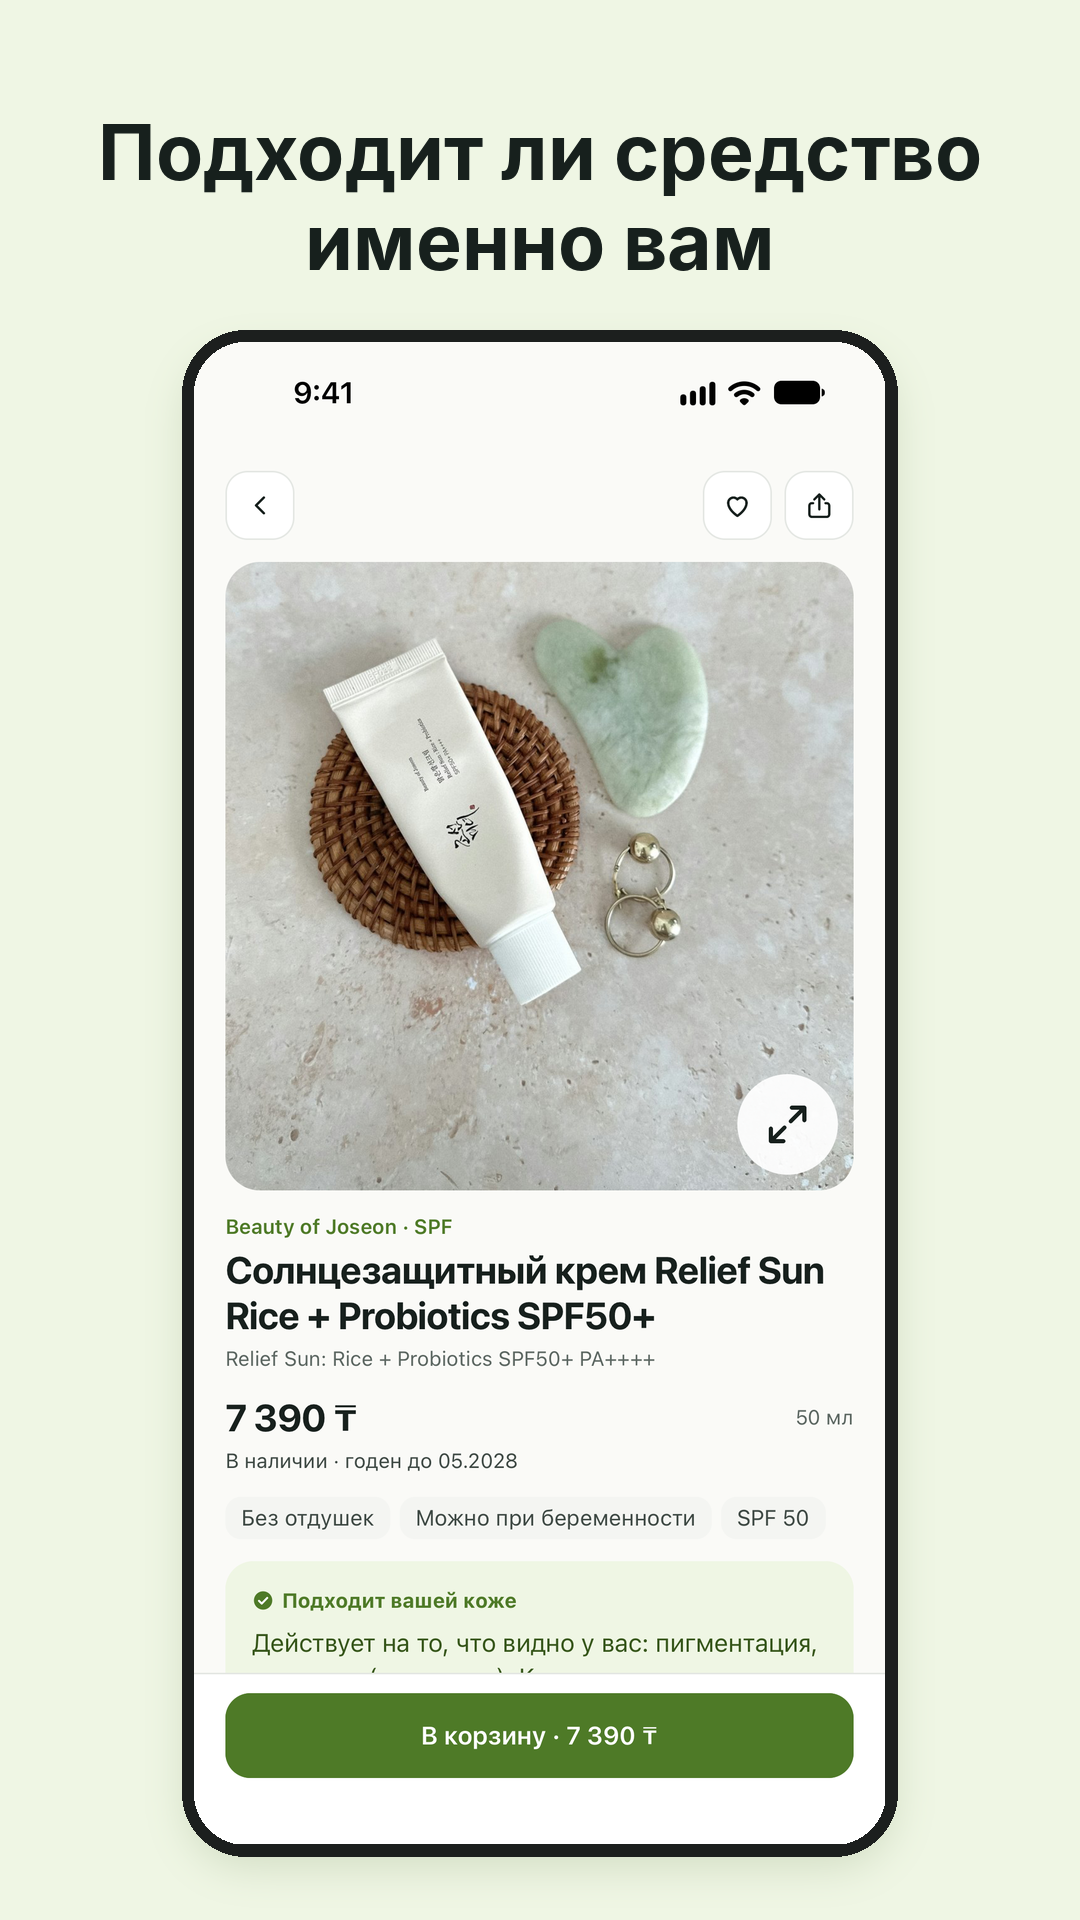 Подходит ли средство
именно вам
9:41
Beauty of Joseon · SPF
Солнцезащитный крем Relief Sun
Rice + Probiotics SPF50+
Relief Sun: Rice + Probiotics SPF50+ PA++++
7 390 ₸
50 мл
В наличии · годен до 05.2028
Без отдушек
Можно при беременности
SPF 50
Подходит вашей коже
Действует на то, что видно у вас: пигментация,
В корзину · 7 390 ₸